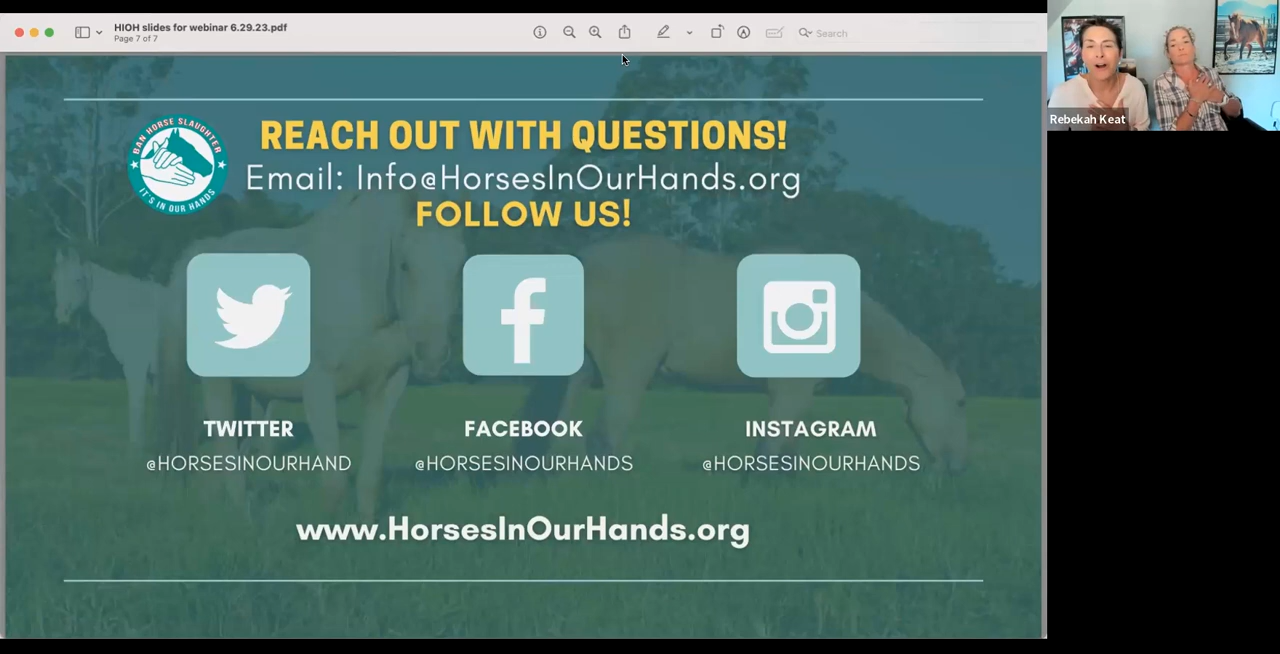 HIOH slides for webinar 6.29.23.pdf
Page 7 of 7
Search
Rebekah Keat
BAN HORSE SLAUGHTER
IT'S IN OUR HANDS
REACH OUT WITH QUESTIONS!
Email: Info@HorsesInOurHands.org
FOLLOW US!
TWITTER
FACEBOOK
INSTAGRAM
@HORSESINOURHAND
@HORSESINOURHANDS
@HORSESINOURHANDS
www.HorsesInOurHands.org